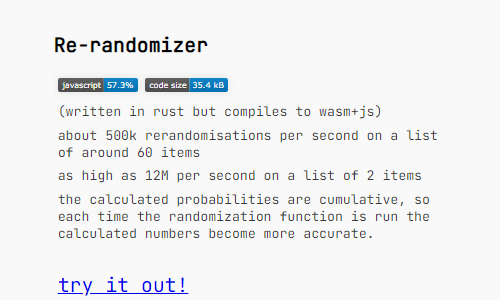 Re-randomizer
javascript 57.3% code size 35.4 kB
(written in rust but compiles to wasm+js)
about 500k rerandomisations per second on a list
of around 60 items
as high as 12M per second on a list of 2 items
the calculated probabilities are cumulative, so
each time the randomization function is run the
calculated numbers become more accurate.
try it out!